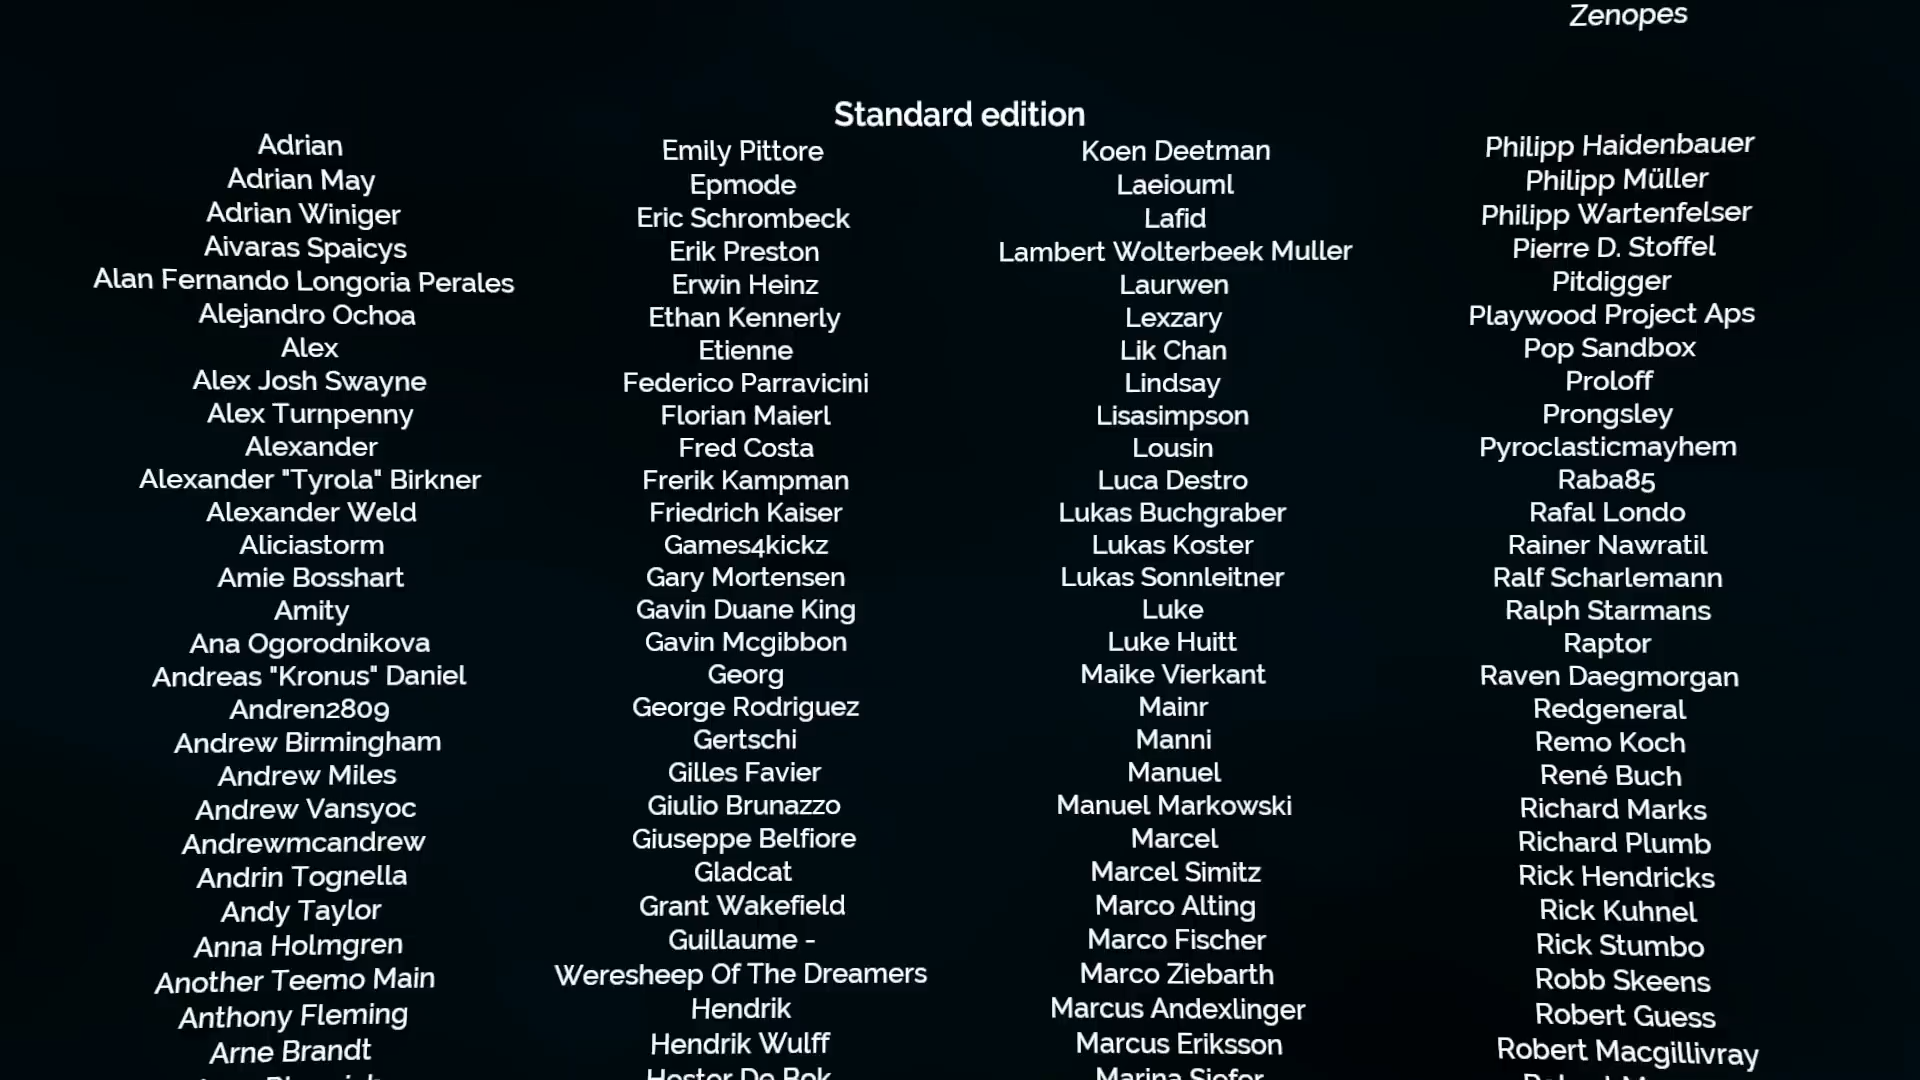 Zenopes
Standard edition
Adrian
Adrian May
Adrian Winiger
Aivaras Spaicys
Alan Fernando Longoria Perales
Alejandro Ochoa
Alex
Alex Josh Swayne
Alex Turnpenny
Alexander
Alexander "Tyrola" Birkner
Alexander Weld
Aliciastorm
Amie Bosshart
Amity
Ana Ogorodnikova
Andreas "Kronus" Daniel
Andren2809
Andrew Birmingham
Andrew Miles
Andrew Vansyoc
Andrewmcandrew
Andrin Tognella
Andy Taylor
Anna Holmgren
Another Teemo Main
Anthony Fleming
Arne Brandt
Emily Pittore
Epmode
Eric Schrombeck
Erik Preston
Erwin Heinz
Ethan Kennerly
Etienne
Federico Parravicini
Florian Maierl
Fred Costa
Frerik Kampman
Friedrich Kaiser
Games4kickz
Gary Mortensen
Gavin Duane King
Gavin Mcgibbon
Georg
George Rodriguez
Gertschi
Gilles Favier
Giulio Brunazzo
Giuseppe Belfiore
Gladcat
Grant Wakefield
Guillaume -
Weresheep Of The Dreamers
Hendrik
Hendrik Wulff
Hester De Bok
Koen Deetman
Laeiouml
Lafid
Lambert Wolterbeek Muller
Laurwen
Lexzary
Lik Chan
Lindsay
Lisasimpson
Lousin
Luca Destro
Lukas Buchgraber
Lukas Koster
Lukas Sonnleitner
Luke
Luke Huitt
Maike Vierkant
Mainr
Manni
Manuel
Manuel Markowski
Marcel
Marcel Simitz
Marco Alting
Marco Fischer
Marco Ziebarth
Marcus Andexlinger
Marcus Eriksson
Marina Siefer
Philipp Haidenbauer
Philipp Müller
Philipp Wartenfelser
Pierre D. Stoffel
Pitdigger
Playwood Project Aps
Pop Sandbox
Proloff
Prongsley
Pyroclasticmayhem
Raba85
Rafal Londo
Rainer Nawratil
Ralf Scharlemann
Ralph Starmans
Raptor
Raven Daegmorgan
Redgeneral
Remo Koch
René Buch
Richard Marks
Richard Plumb
Rick Hendricks
Rick Kuhnel
Rick Stumbo
Robb Skeens
Robert Guess
Robert Macgillivray